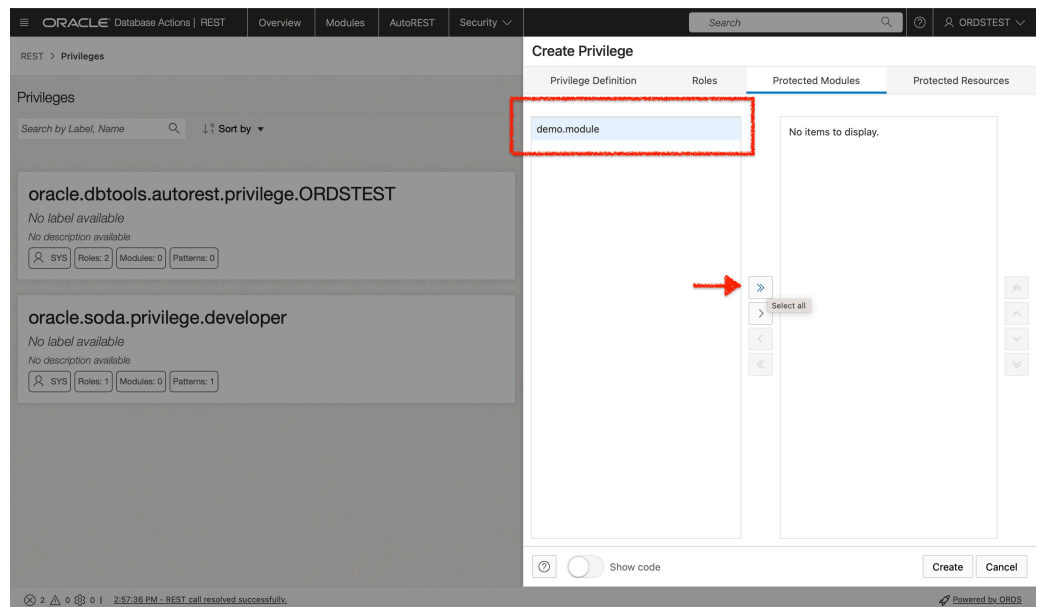 ORACLE Database Actions | REST
Overview
Modules
AutoREST
Security
Search
ORDSTEST
REST > Privileges
Privileges
Search by Label, Name
Sort by
oracle.dbtools.autorest.privilege.ORDSTEST
No label available
No description available
SYS
Roles: 2
Modules: 0
Patterns: 0
oracle.soda.privilege.developer
No label available
No description available
SYS
Roles: 1
Modules: 0
Patterns: 1
Create Privilege
Privilege Definition
Roles
Protected Modules
Protected Resources
demo.module
No items to display.
Select all
Show code
Create
Cancel
2 0 0 | 2:57:36 PM - REST call resolved successfully.
Powered by ORDS